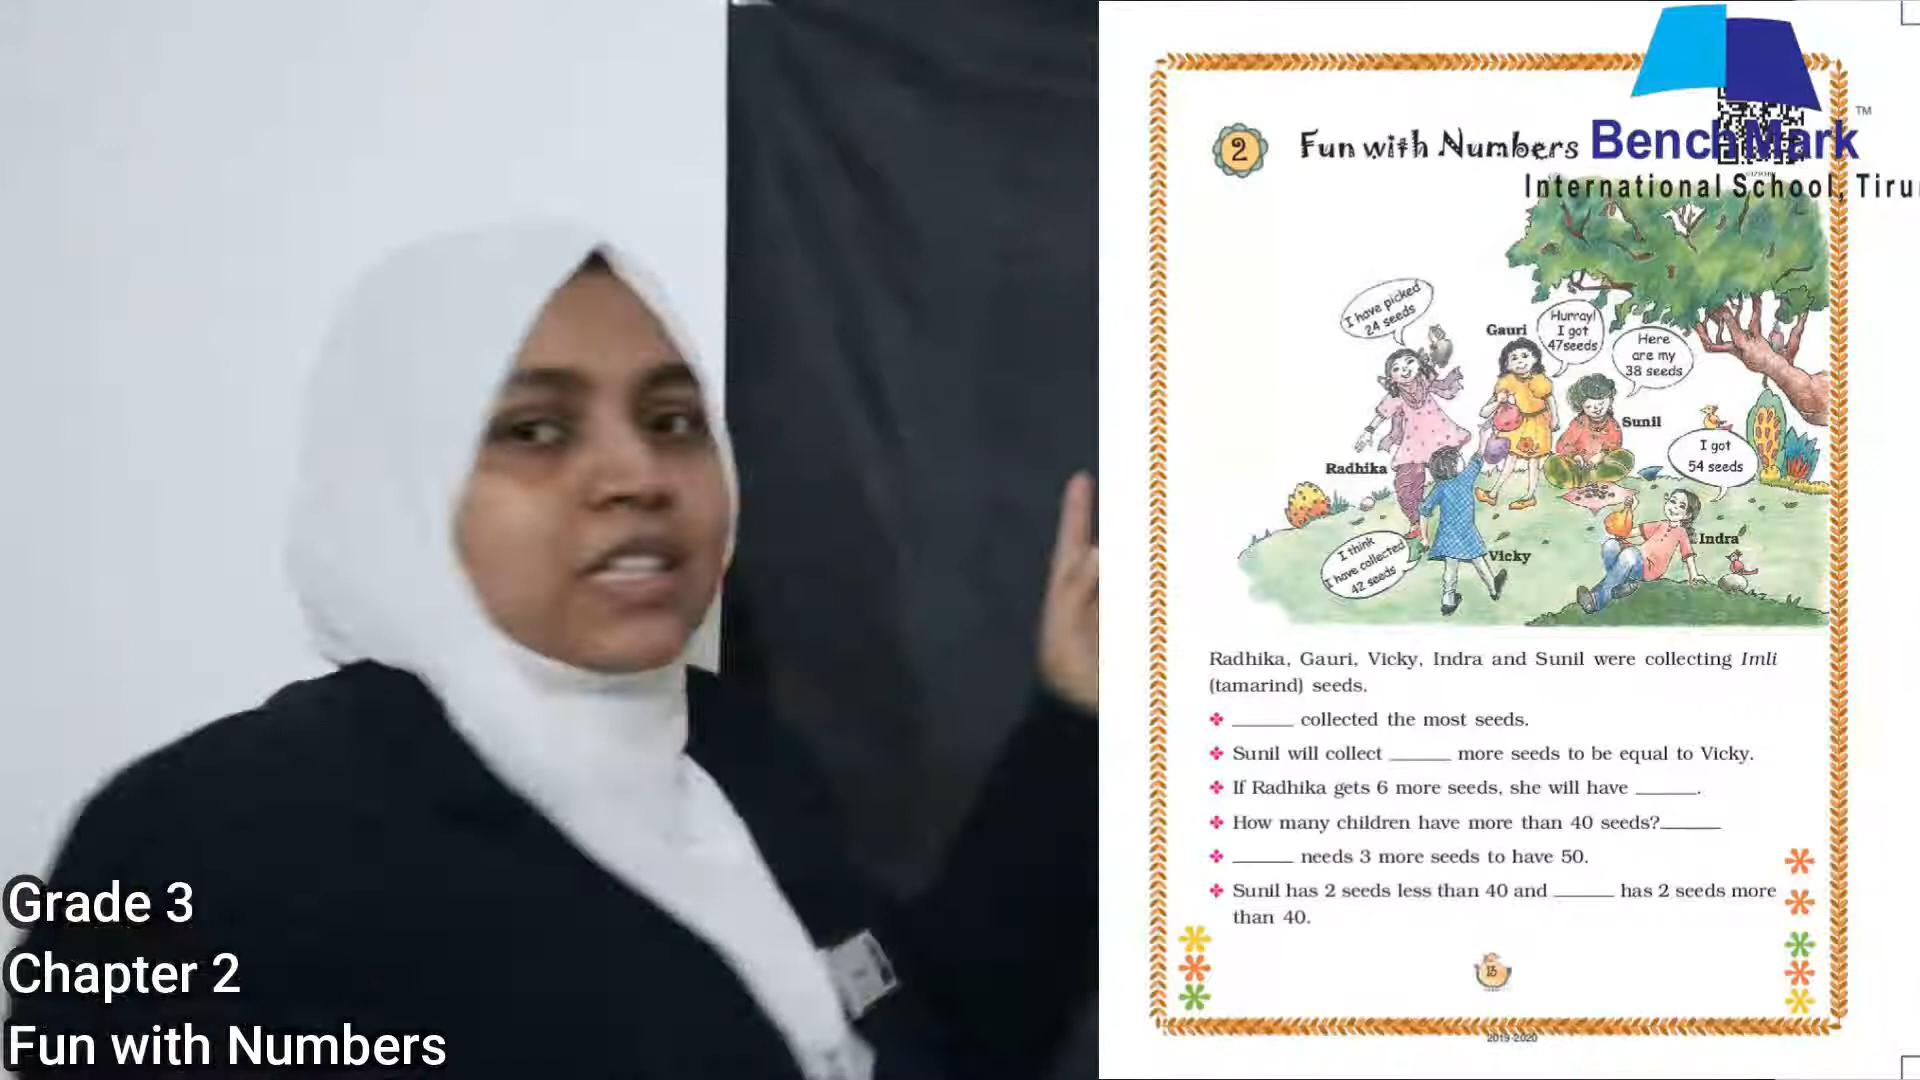 2
Fun with Numbers
BenchMark
TM
International School, Tiru
I have picked
24 seeds
Gauri
Hurray!
I got
47seeds
Here
are my
38 seeds
Sunil
I got
54 seeds
Radhika
Indra
I think
I have collected
42 seeds
Vicky
Radhika, Gauri, Vicky, Indra and Sunil were collecting Imli
(tamarind) seeds.
______ collected the most seeds.
Sunil will collect ______ more seeds to be equal to Vicky.
If Radhika gets 6 more seeds, she will have ______.
How many children have more than 40 seeds?______
______ needs 3 more seeds to have 50.
Sunil has 2 seeds less than 40 and ______ has 2 seeds more
than 40.
2019-2020
Grade 3
Chapter 2
Fun with Numbers